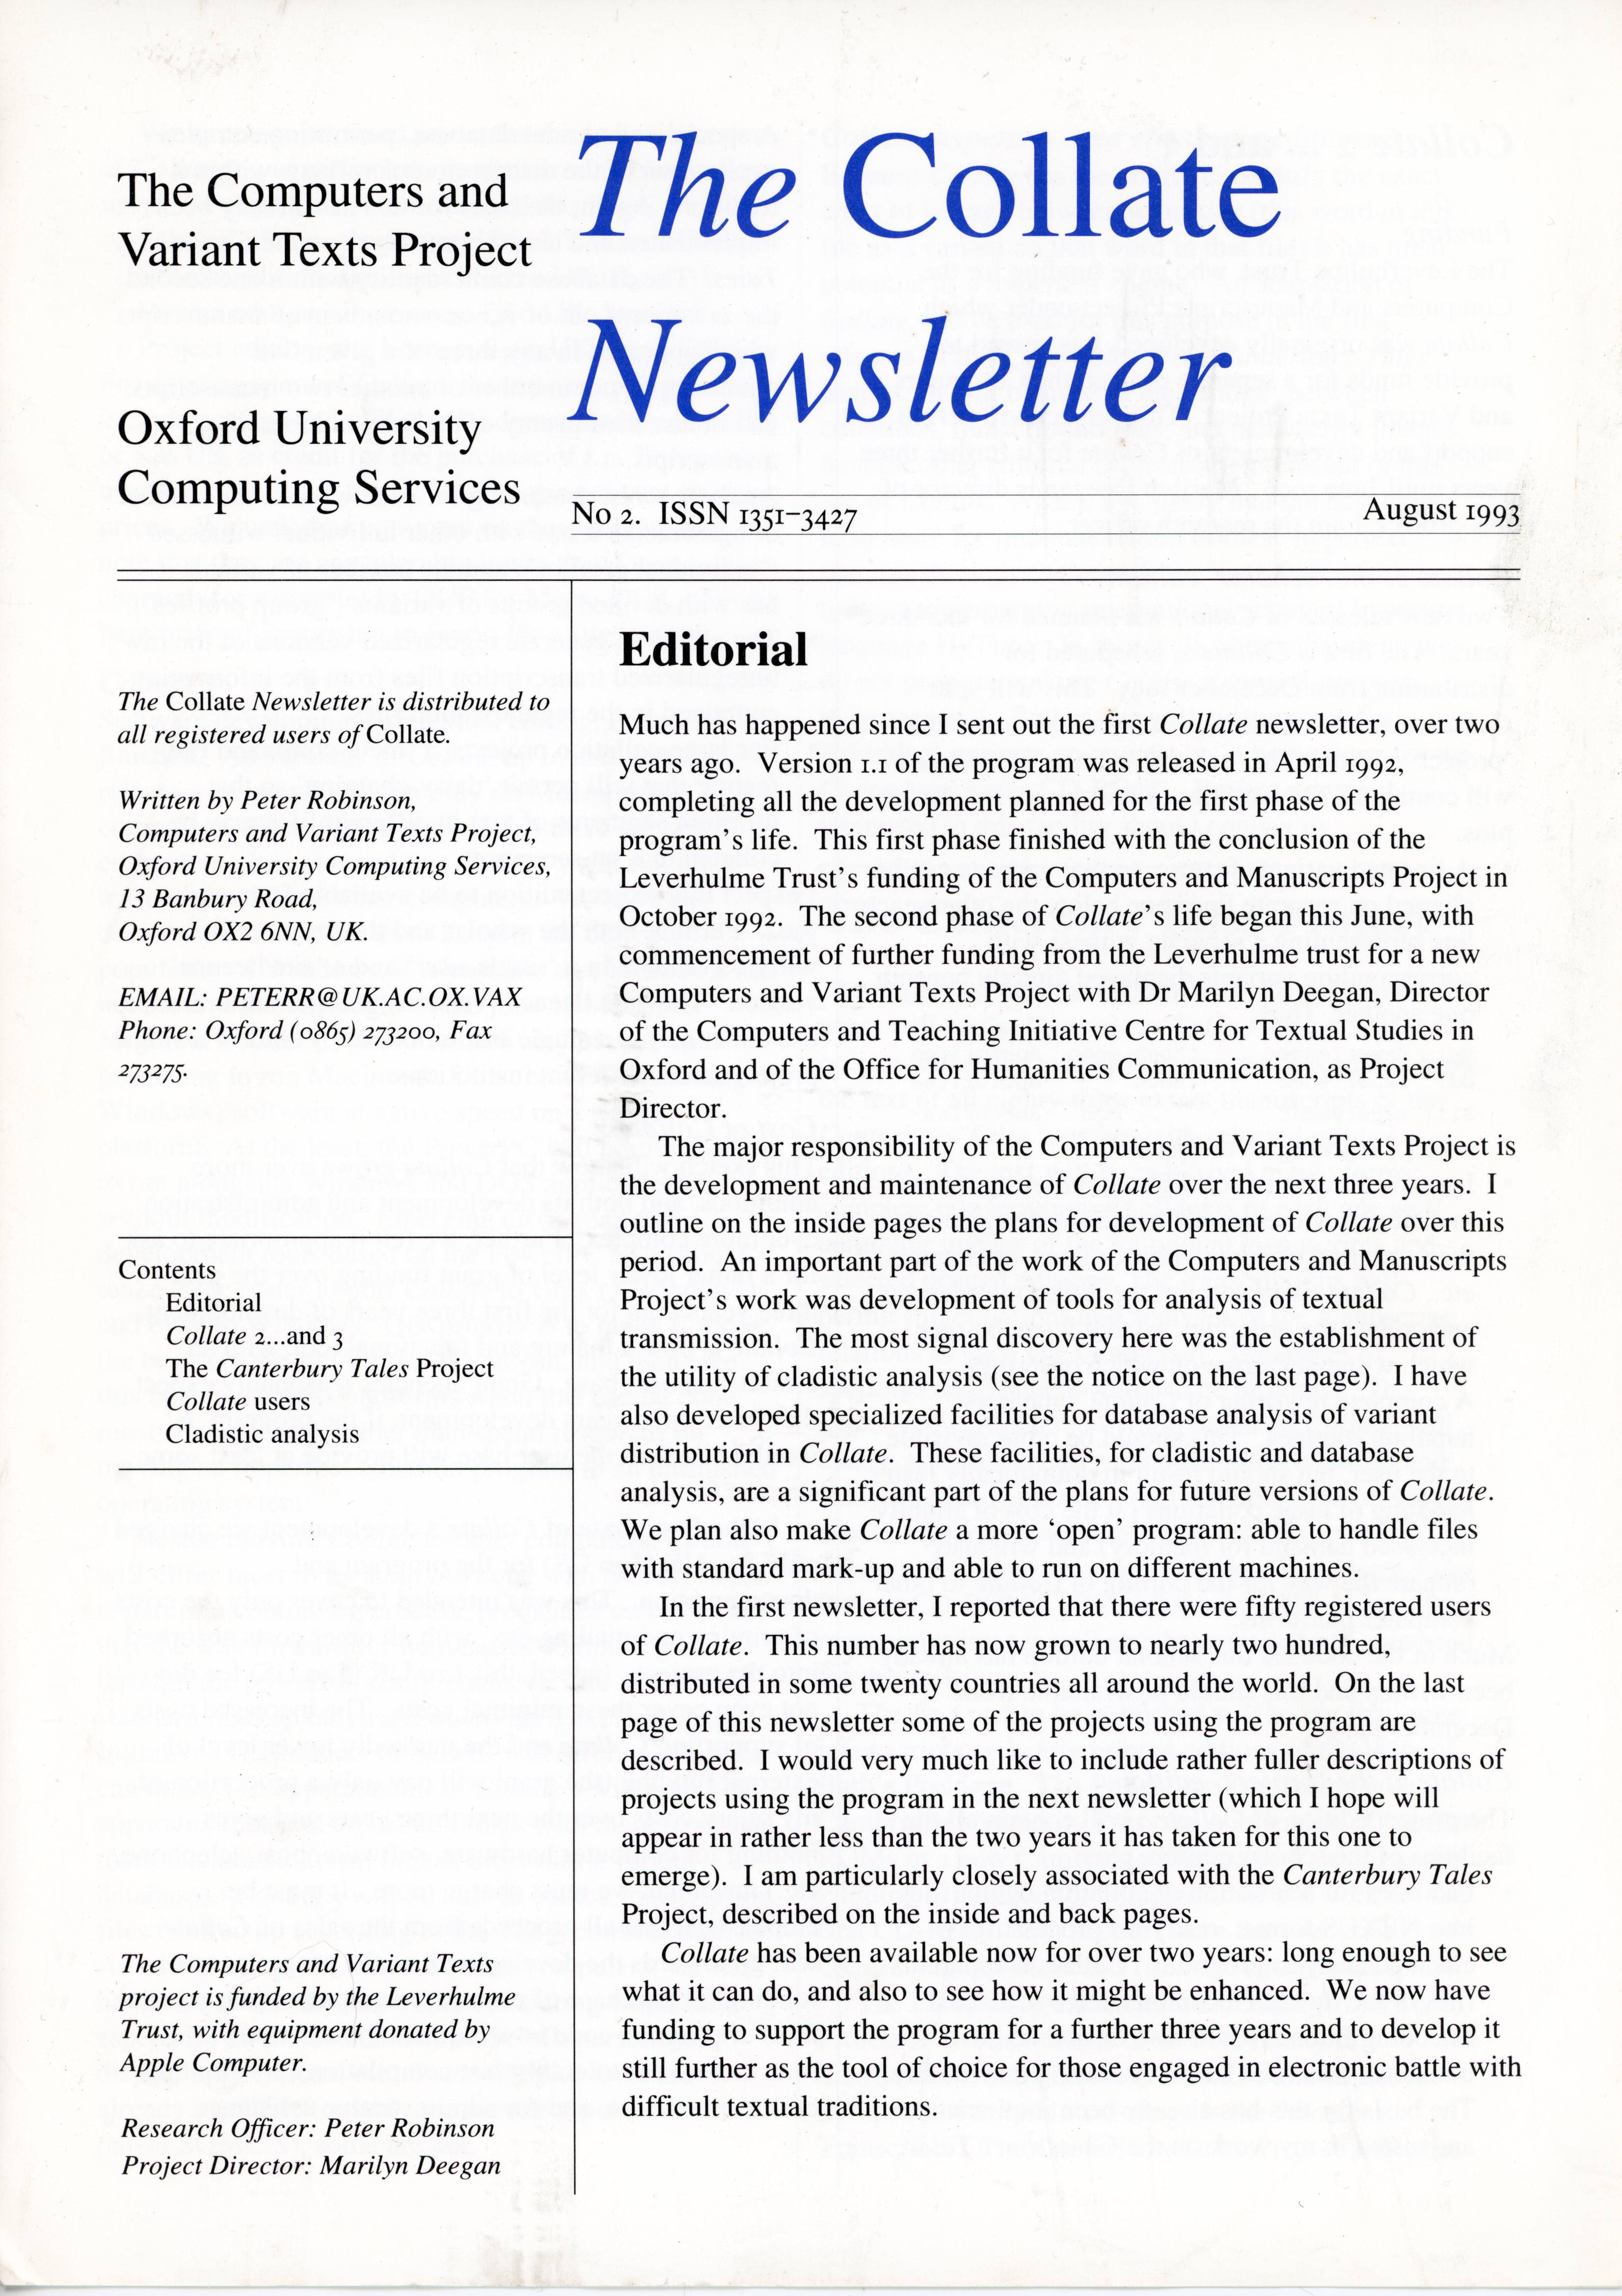 The Computers and
Variant Texts Project
Oxford University
Computing Services
The Collate
Newsletter
No 2. ISSN 1351–3427
August 1993
The Collate Newsletter is distributed to
all registered users of Collate.
Written by Peter Robinson,
Computers and Variant Texts Project,
Oxford University Computing Services,
13 Banbury Road,
Oxford OX2 6NN, UK.
EMAIL: PETERR@UK.AC.OX.VAX
Phone: Oxford (0865) 273200, Fax
273275.
Contents
Editorial
Collate 2...and 3
The Canterbury Tales Project
Collate users
Cladistic analysis
The Computers and Variant Texts
project is funded by the Leverhulme
Trust, with equipment donated by
Apple Computer.
Research Officer: Peter Robinson
Project Director: Marilyn Deegan
Editorial
Much has happened since I sent out the first Collate newsletter, over two
years ago. Version 1.1 of the program was released in April 1992,
completing all the development planned for the first phase of the
program's life. This first phase finished with the conclusion of the
Leverhulme Trust's funding of the Computers and Manuscripts Project in
October 1992. The second phase of Collate's life began this June, with
commencement of further funding from the Leverhulme trust for a new
Computers and Variant Texts Project with Dr Marilyn Deegan, Director
of the Computers and Teaching Initiative Centre for Textual Studies in
Oxford and of the Office for Humanities Communication, as Project
Director.
The major responsibility of the Computers and Variant Texts Project is
the development and maintenance of Collate over the next three years. I
outline on the inside pages the plans for development of Collate over this
period. An important part of the work of the Computers and Manuscripts
Project's work was development of tools for analysis of textual
transmission. The most signal discovery here was the establishment of
the utility of cladistic analysis (see the notice on the last page). I have
also developed specialized facilities for database analysis of variant
distribution in Collate. These facilities, for cladistic and database
analysis, are a significant part of the plans for future versions of Collate.
We plan also make Collate a more ‘open’ program: able to handle files
with standard mark-up and able to run on different machines.
In the first newsletter, I reported that there were fifty registered users
of Collate. This number has now grown to nearly two hundred,
distributed in some twenty countries all around the world. On the last
page of this newsletter some of the projects using the program are
described. I would very much like to include rather fuller descriptions of
projects using the program in the next newsletter (which I hope will
appear in rather less than the two years it has taken for this one to
emerge). I am particularly closely associated with the Canterbury Tales
Project, described on the inside and back pages.
Collate has been available now for over two years: long enough to see
what it can do, and also to see how it might be enhanced. We now have
funding to support the program for a further three years and to develop it
still further as the tool of choice for those engaged in electronic battle with
difficult textual traditions.